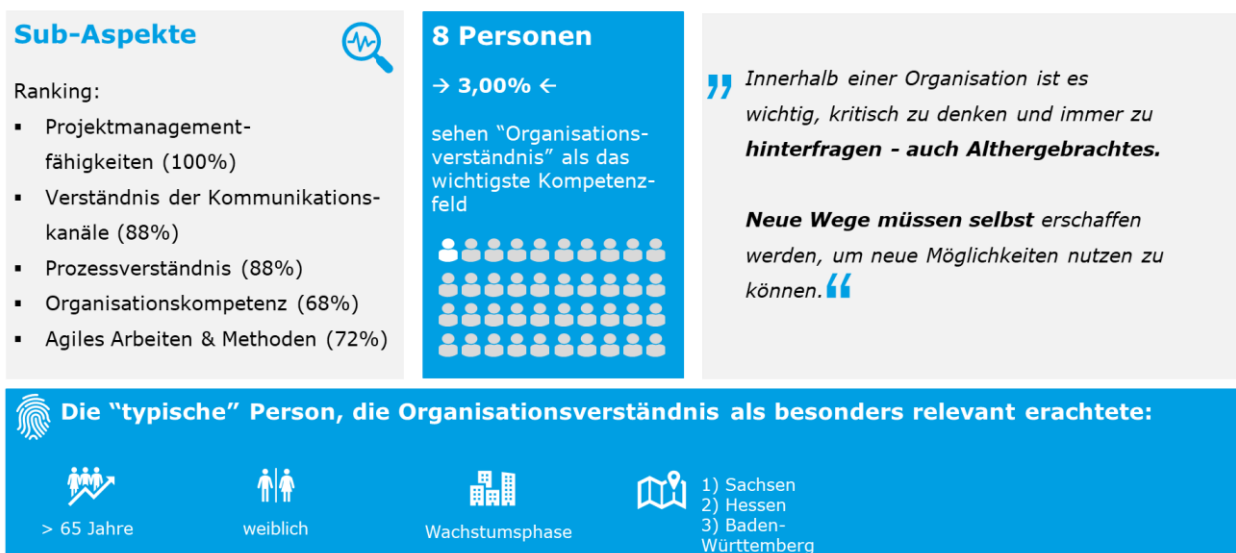 Sub-Aspekte
Ranking:
▪ Projektmanagement-
fähigkeiten (100%)
▪ Verständnis der Kommunikations-
kanäle (88%)
▪ Prozessverständnis (88%)
▪ Organisationskompetenz (68%)
▪ Agiles Arbeiten & Methoden (72%)
8 Personen
→ 3,00% ←
sehen “Organisations-
verständnis” als das
wichtigste Kompetenz-
feld
„ Innerhalb einer Organisation ist es
wichtig, kritisch zu denken und immer zu
hinterfragen - auch Althergebrachtes.
Neue Wege müssen selbst erschaffen
werden, um neue Möglichkeiten nutzen zu
können.“
Die “typische” Person, die Organisationsverständnis als besonders relevant erachtete:
> 65 Jahre
weiblich
Wachstumsphase
1) Sachsen
2) Hessen
3) Baden-
Württemberg